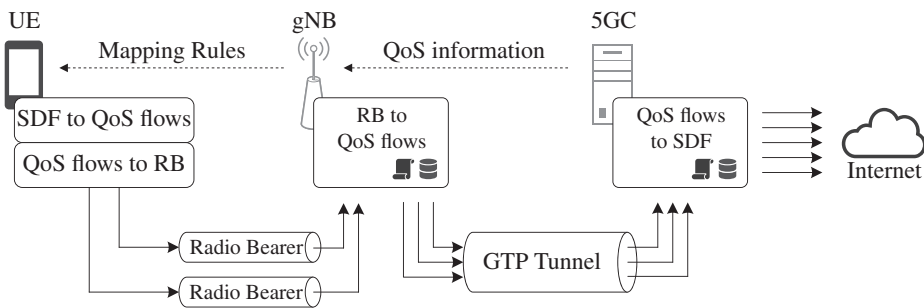 UE
gNB
5GC
Mapping Rules
QoS information
SDF to QoS flows
QoS flows to RB
RB to
QoS flows
QoS flows
to SDF
Internet
Radio Bearer
Radio Bearer
GTP Tunnel